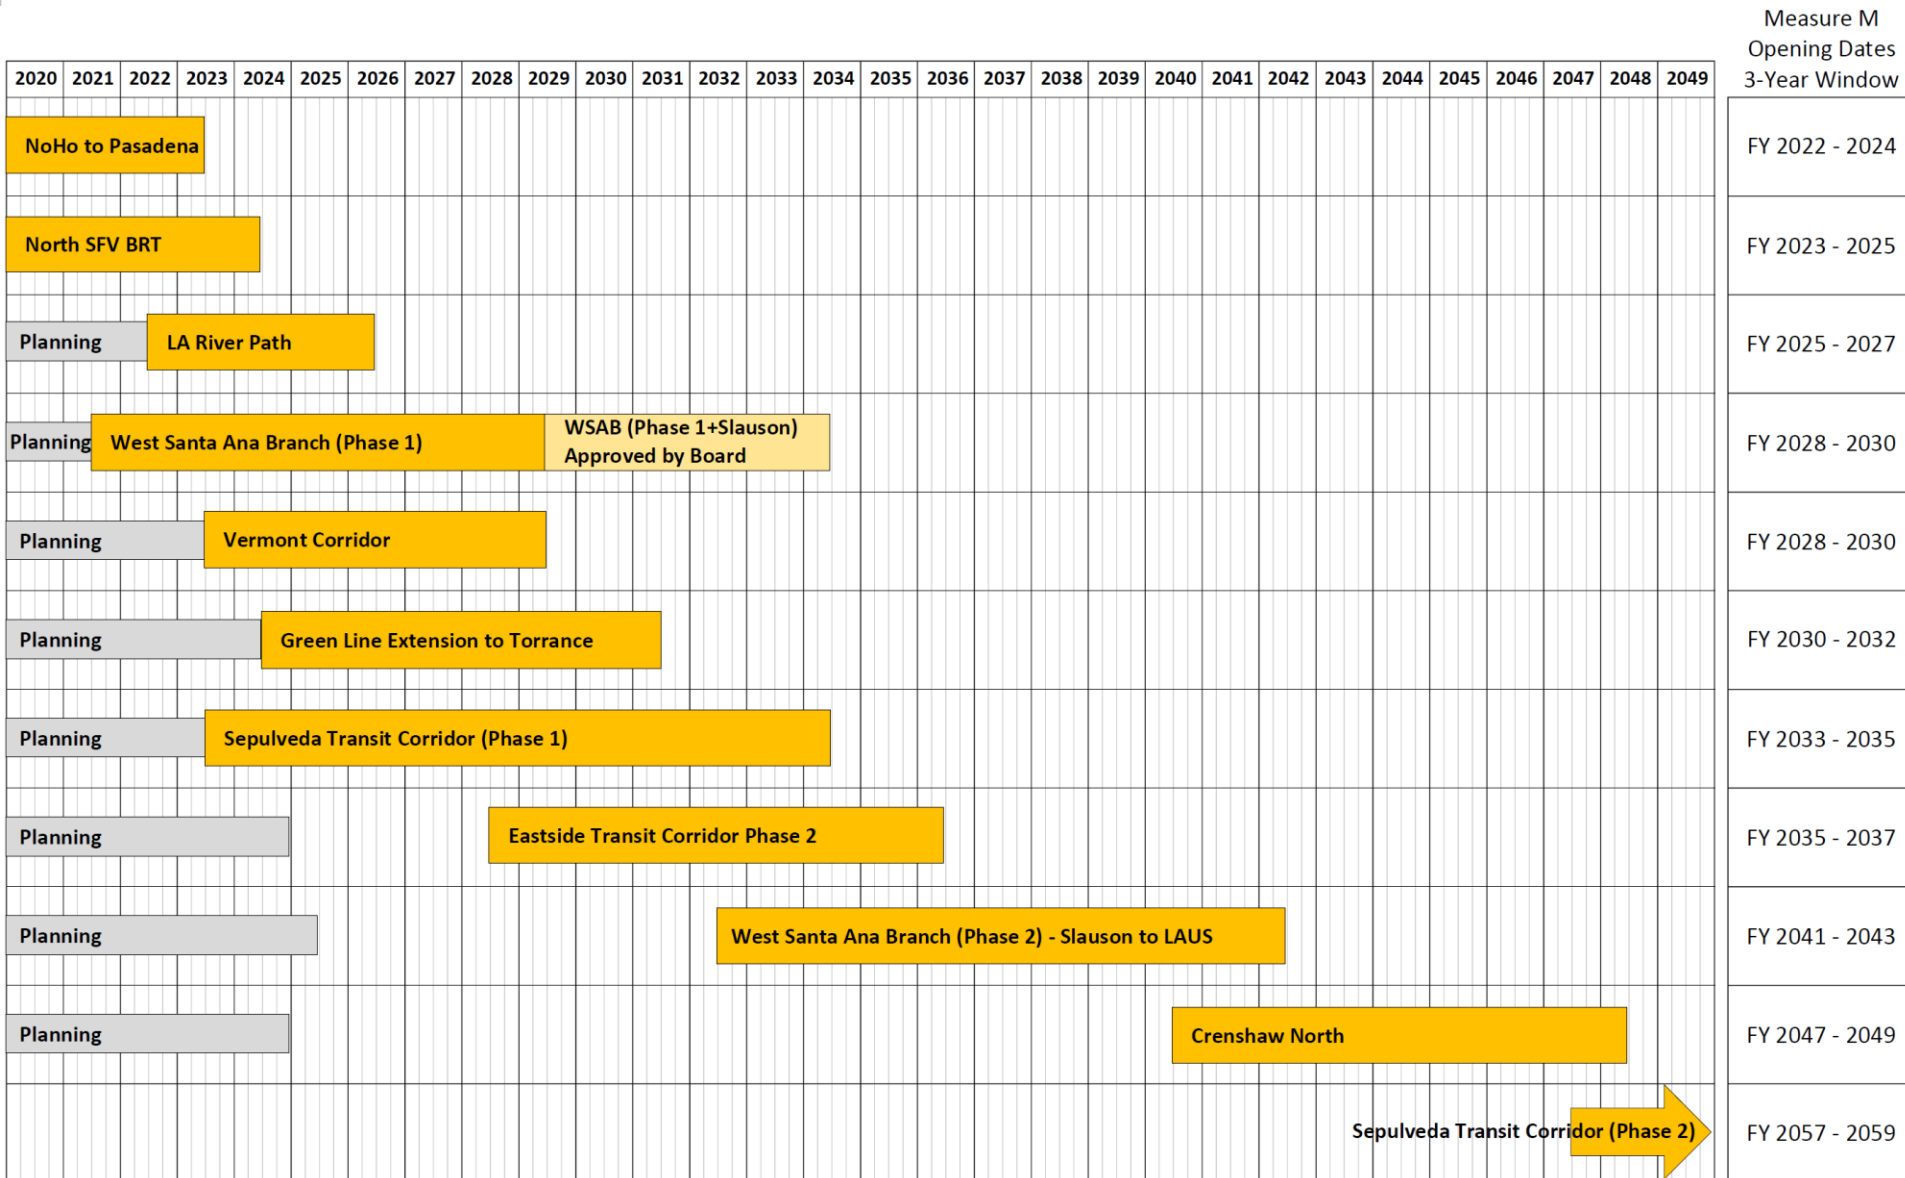 Measure M
Opening Dates
3-Year Window
2020 2021 2022 2023 2024 2025 2026 2027 2028 2029 2030 2031 2032 2033 2034 2035 2036 2037 2038 2039 2040 2041 2042 2043 2044 2045 2046 2047 2048 2049
NoHo to Pasadena FY 2022 - 2024
North SFV BRT FY 2023 - 2025
Planning LA River Path FY 2025 - 2027
Planning West Santa Ana Branch (Phase 1) WSAB (Phase 1+Slauson)
Approved by Board FY 2028 - 2030
Planning Vermont Corridor FY 2028 - 2030
Planning Green Line Extension to Torrance FY 2030 - 2032
Planning Sepulveda Transit Corridor (Phase 1) FY 2033 - 2035
Planning Eastside Transit Corridor Phase 2 FY 2035 - 2037
Planning West Santa Ana Branch (Phase 2) - Slauson to LAUS FY 2041 - 2043
Planning Crenshaw North FY 2047 - 2049
Sepulveda Transit Corridor (Phase 2) FY 2057 - 2059